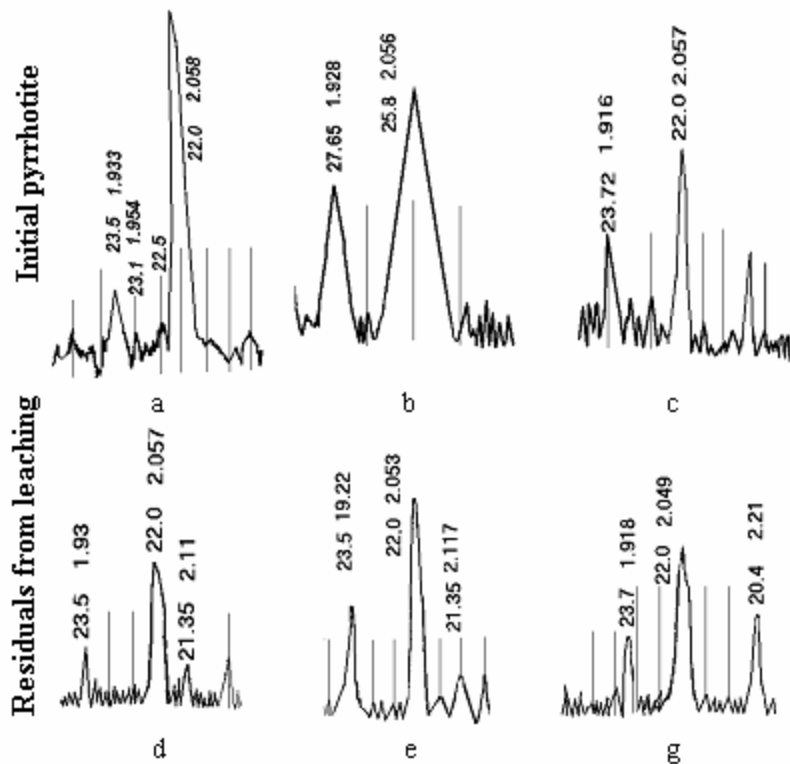 Initial pyrrhotite
23.5 1.933
23.1 1.954
22.5
22.0 2.058
27.65 1.928
25.8 2.056
23.72 1.916
22.0 2.057
a
b
c
Residuals from leaching
23.5 1.93
22.0 2.057
21.35 2.11
23.5 19.22
22.0 2.053
21.35 2.117
23.7 1.918
22.0 2.049
20.4 2.21
d
e
g